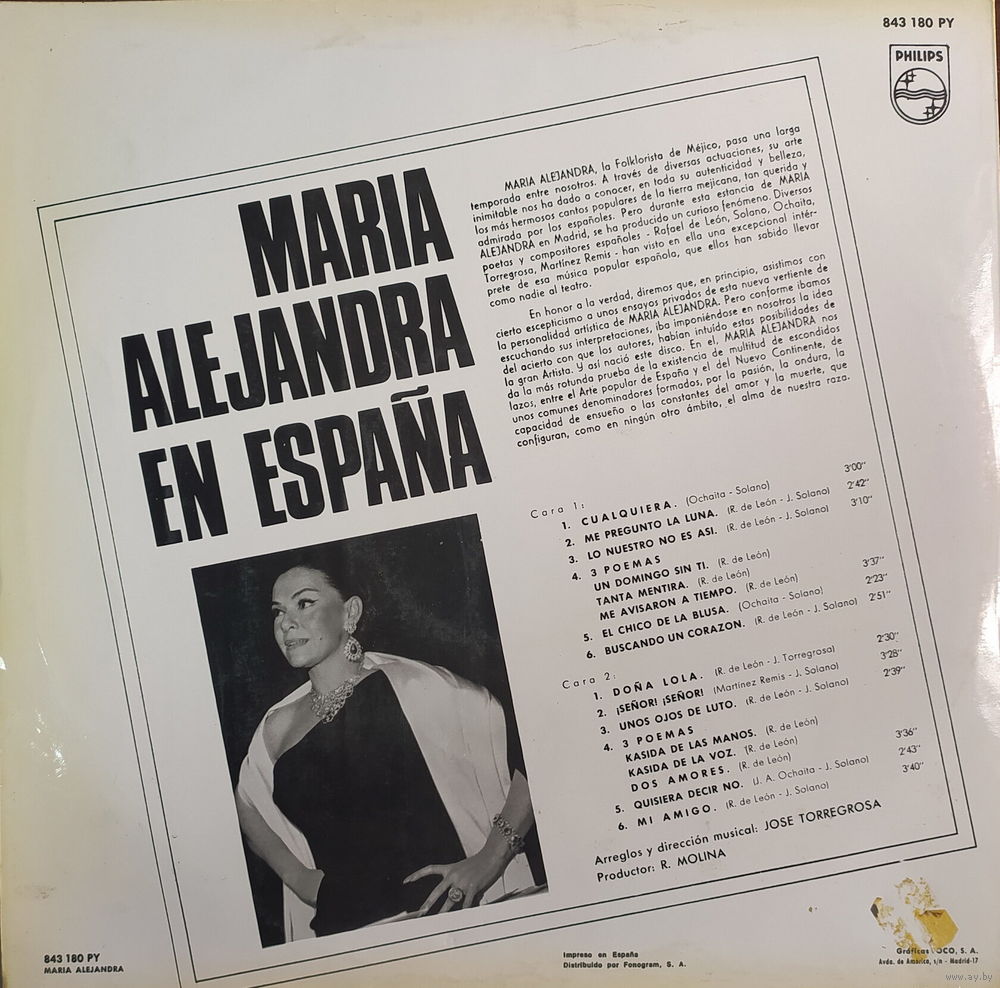 843 180 PY
PHILIPS
MARIA
ALEJANDRA
EN ESPAÑA
MARIA ALEJANDRA, la Folklorista de Méjico, pasa una larga
temporada entre nosotros. A través de diversas actuaciones, su arte
inimitable nos ha dado a conocer, en toda su autenticidad y belleza,
los más hermosos cantos populares de la tierra mejicana, tan querida y
admirada por los españoles. Pero durante esta estancia de MARIA
ALEJANDRA en Madrid, se ha producido un curioso fenómeno. Diversos
poetas y compositores españoles - Rafael de León, Solano, Ochaita,
Torregrosa, Martínez Remis - han visto en ella una excepcional intér-
prete de esa música popular española, que ellos han sabido llevar
como nadie al teatro.
En honor a la verdad, diremos que, en principio, asistimos con
cierto escepticismo a unos ensayos privados de esta nueva vertiente de
la personalidad artística de MARIA ALEJANDRA. Pero conforme íbamos
escuchando sus interpretaciones, iba imponiéndose en nosotros la idea
del acierto con que los autores, habían intuído estas posibilidades de
la gran Artista. Y así nació este disco. En el, MARIA ALEJANDRA nos
da la más rotunda prueba de la existencia de multitud de escondidos
lazos, entre el Arte popular de España y el del Nuevo Continente, de
unos comunes denominadores formados, por la pasión, la ondura, la
capacidad de ensueño a las constantes del amor y la muerte, que
configuran, como en ningún otro ámbito, el alma de nuestra raza.
Cara 1:
1. CUALQUIERA. (Ochaita - Solano) 3'00"
2. ME PREGUNTO LA LUNA. (R. de León - J. Solano) 2'42"
3. LO NUESTRO NO ES ASI. (R. de León - J. Solano) 3'10"
4. 3 POEMAS
UN DOMINGO SIN TI. (R. de León)
TANTA MENTIRA. (R. de León)
ME AVISARON A TIEMPO. (R. de León) 3'37"
5. EL CHICO DE LA BLUSA. (Ochaita - Solano) 2'23"
6. BUSCANDO UN CORAZON. (R. de León - J. Solano) 2'51"
Cara 2:
1. DOÑA LOLA. (R. de León - J. Torregrosa) 2'30"
2. ¡SEÑOR! ¡SEÑOR! (Martínez Remis - J. Solano) 3'28"
3. UNOS OJOS DE LUTO. (R. de León - J. Solano) 2'39"
4. 3 POEMAS
KASIDA DE LAS MANOS. (R. de León)
KASIDA DE LA VOZ. (R. de León)
DOS AMORES. (R. de León) 3'36"
5. QUISIERA DECIR NO. (J. A. Ochaita - J. Solano) 2'43"
6. MI AMIGO. (R. de León - J. Solano) 3'40"
Arreglos y dirección musical: JOSE TORREGROSA
Productor: R. MOLINA
843 180 PY
MARIA ALEJANDRA
Impreso en España
Distribuido por Fonogram, S. A.
Gráficas S. A.
Avda. de América, s/n - Madrid-17
www.ay.by